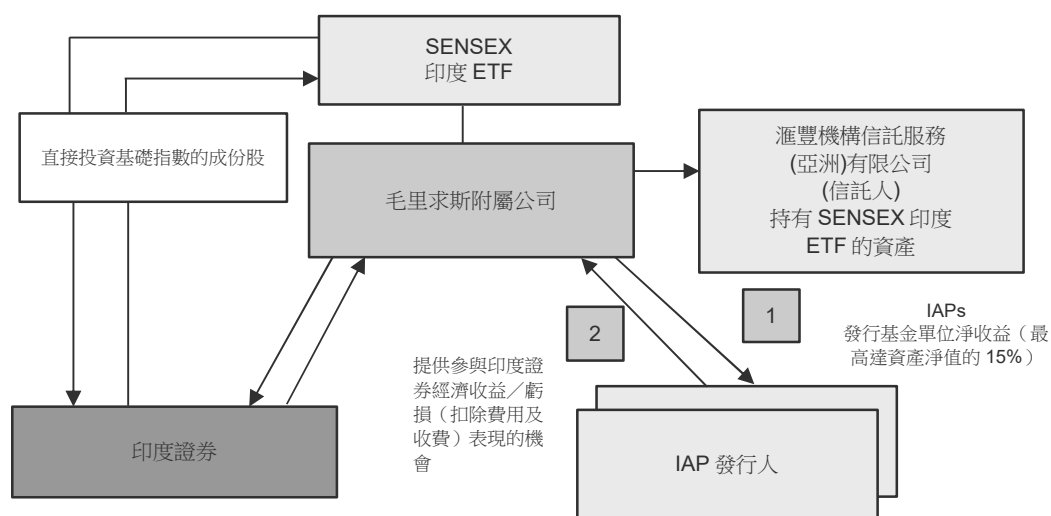 SENSEX
印度 ETF
直接投資基礎指數的成份股
毛里求斯附屬公司
滙豐機構信託服務
(亞洲)有限公司
(信託人)
持有 SENSEX 印度
ETF 的資產
2
1
IAPs
發行基金單位淨收益（最
高達資產淨值的 15%）
提供參與印度證
券經濟收益／虧
損（扣除費用及
收費）表現的機
會
印度證券
IAP 發行人